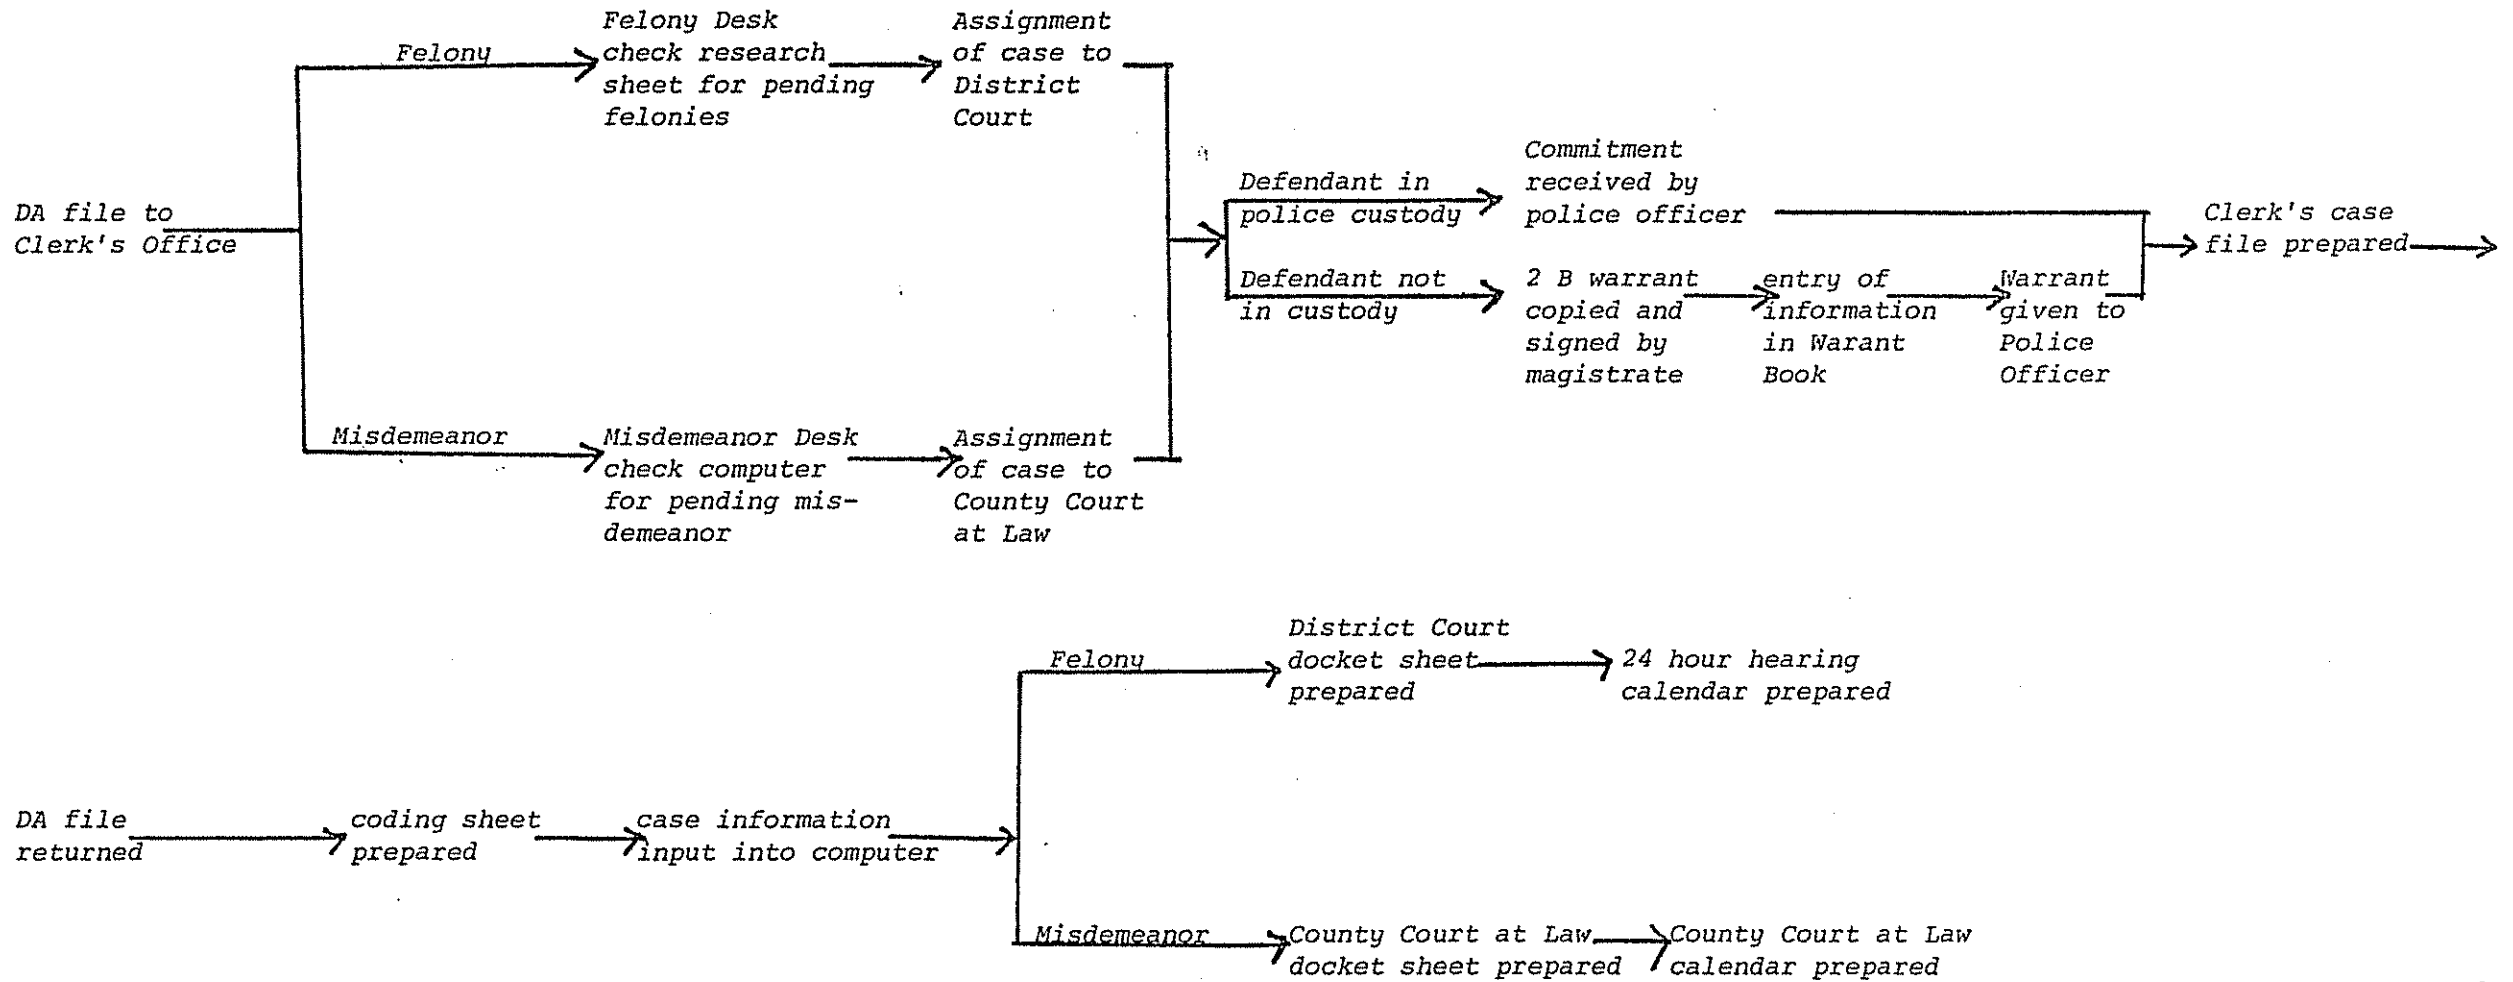 Felony
Felony Desk
check research
sheet for pending
felonies
Assignment
of case to
District
Court
DA file to
Clerk's Office
Misdemeanor
Misdemeanor Desk
check computer
for pending mis-
demeanor
Assignment
of case to
County Court
at Law
Defendant in
police custody
Commitment
received by
police officer
Defendant not
in custody
2 B warrant
copied and
signed by
magistrate
entry of
information
in Warant
Book
Warrant
given to
Police
Officer
Clerk's case
file prepared
DA file
returned
coding sheet
prepared
case information
input into computer
Felony
District Court
docket sheet
prepared
24 hour hearing
calendar prepared
Misdemeanor
County Court at Law
docket sheet prepared
County Court at Law
calendar prepared